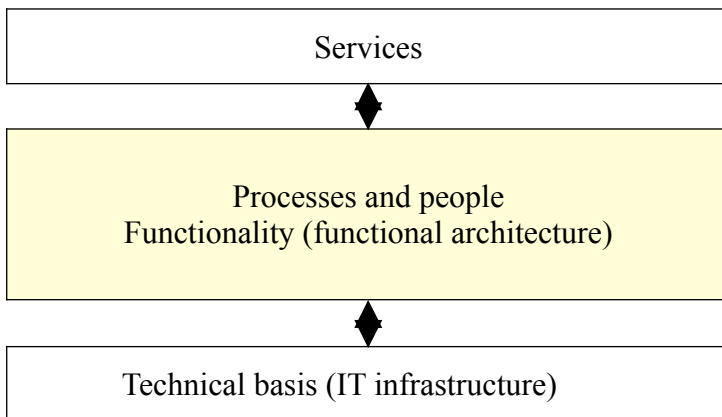 Services
Processes and people
Functionality (functional architecture)
Technical basis (IT infrastructure)